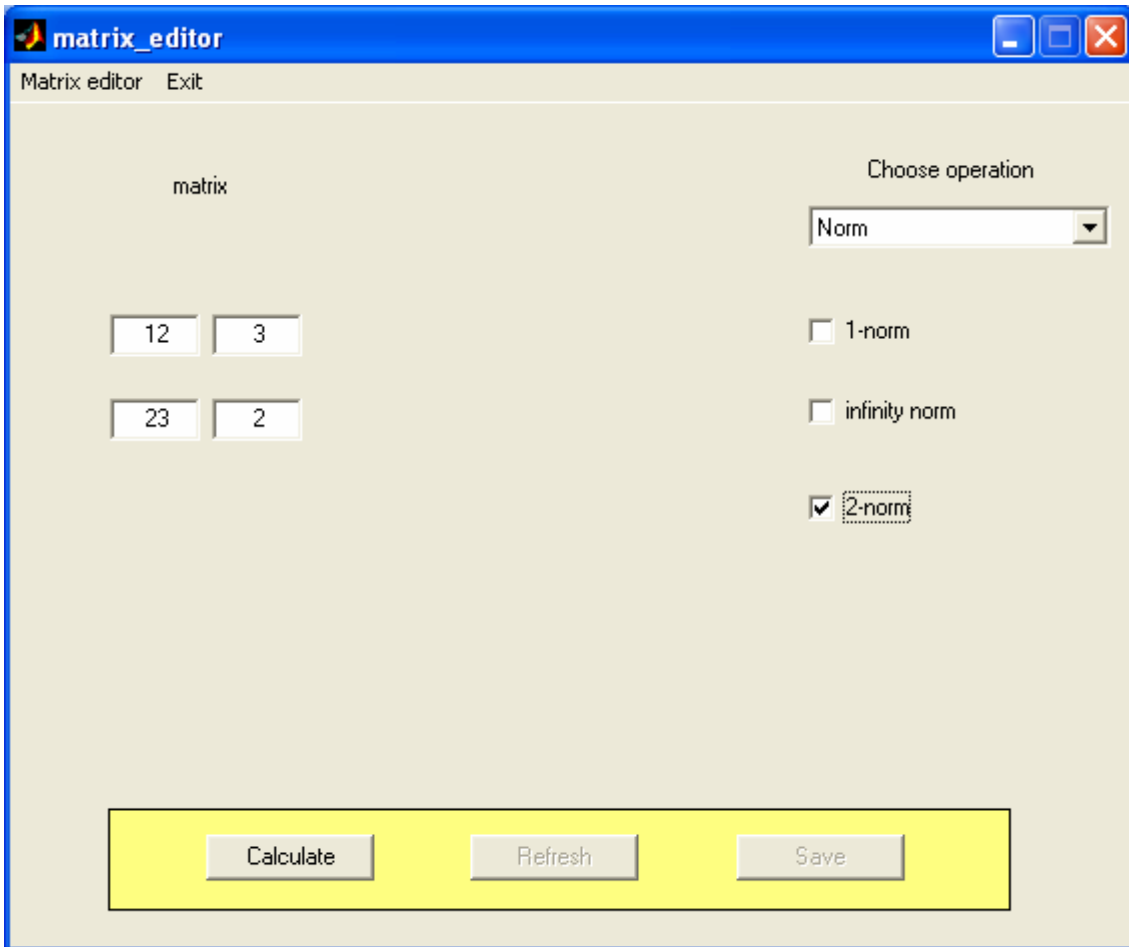 matrix_editor
Matrix editor Exit
Choose operation
matrix
Norm
12 3
1-norm
infinity norm
23 2
2-norm
Calculate Refresh Save